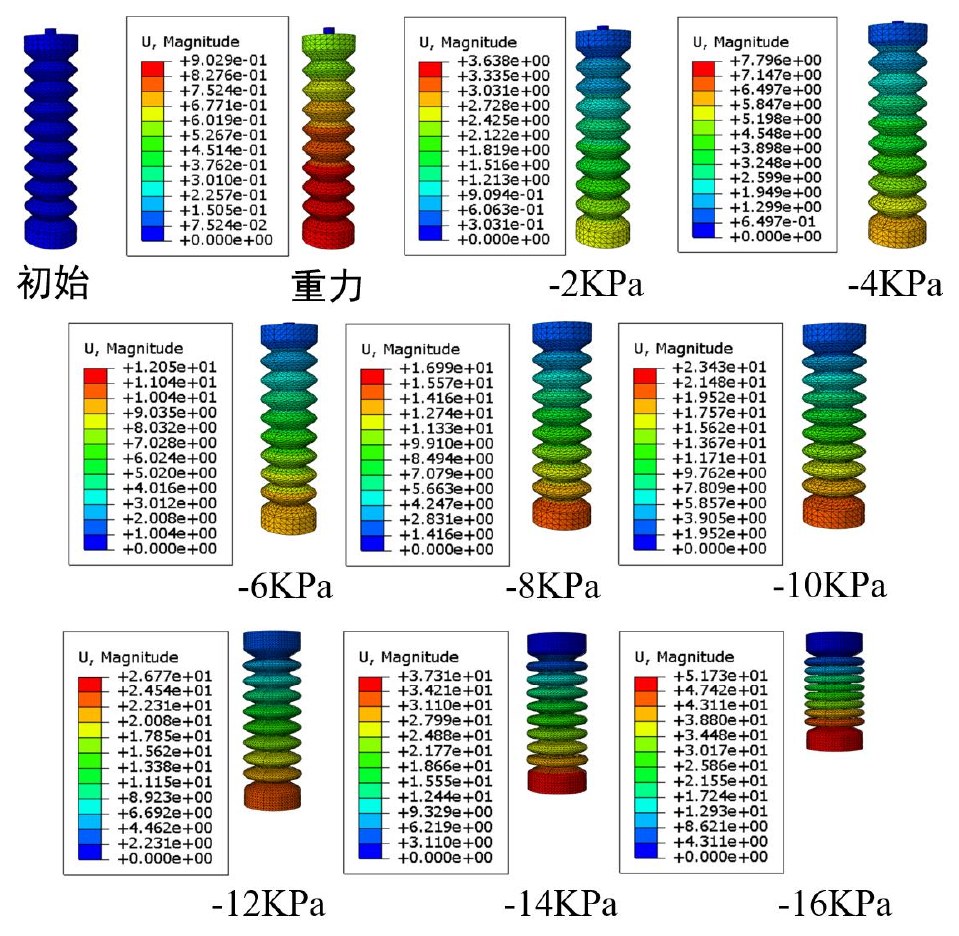 U, Magnitude
+9.029e-01
+8.276e-01
+7.524e-01
+6.771e-01
+6.019e-01
+5.267e-01
+4.514e-01
+3.762e-01
+3.010e-01
+2.257e-01
+1.505e-01
+7.524e-02
+0.000e+00
U, Magnitude
+3.638e+00
+3.335e+00
+3.031e+00
+2.728e+00
+2.425e+00
+2.122e+00
+1.819e+00
+1.516e+00
+1.213e+00
+9.094e-01
+6.063e-01
+3.031e-01
+0.000e+00
U, Magnitude
+7.796e+00
+7.147e+00
+6.497e+00
+5.847e+00
+5.198e+00
+4.548e+00
+3.898e+00
+3.248e+00
+2.599e+00
+1.949e+00
+1.299e+00
+6.497e-01
+0.000e+00
初始
重力
-2KPa
-4KPa
U, Magnitude
+1.205e+01
+1.104e+01
+1.004e+01
+9.035e+00
+8.032e+00
+7.028e+00
+6.024e+00
+5.020e+00
+4.016e+00
+3.012e+00
+2.008e+00
+1.004e+00
+0.000e+00
U, Magnitude
+1.699e+01
+1.557e+01
+1.416e+01
+1.274e+01
+1.133e+01
+9.910e+00
+8.494e+00
+7.079e+00
+5.663e+00
+4.247e+00
+2.831e+00
+1.416e+00
+0.000e+00
U, Magnitude
+2.343e+01
+2.148e+01
+1.952e+01
+1.757e+01
+1.562e+01
+1.367e+01
+1.171e+01
+9.762e+00
+7.809e+00
+5.857e+00
+3.905e+00
+1.952e+00
+0.000e+00
-6KPa
-8KPa
-10KPa
U, Magnitude
+2.677e+01
+2.454e+01
+2.231e+01
+2.008e+01
+1.785e+01
+1.562e+01
+1.338e+01
+1.115e+01
+8.923e+00
+6.692e+00
+4.462e+00
+2.231e+00
+0.000e+00
U, Magnitude
+3.731e+01
+3.421e+01
+3.110e+01
+2.799e+01
+2.488e+01
+2.177e+01
+1.866e+01
+1.555e+01
+1.244e+01
+9.329e+00
+6.219e+00
+3.110e+00
+0.000e+00
U, Magnitude
+5.173e+01
+4.742e+01
+4.311e+01
+3.880e+01
+3.448e+01
+3.017e+01
+2.586e+01
+2.155e+01
+1.724e+01
+1.293e+01
+8.621e+00
+4.311e+00
+0.000e+00
-12KPa
-14KPa
-16KPa